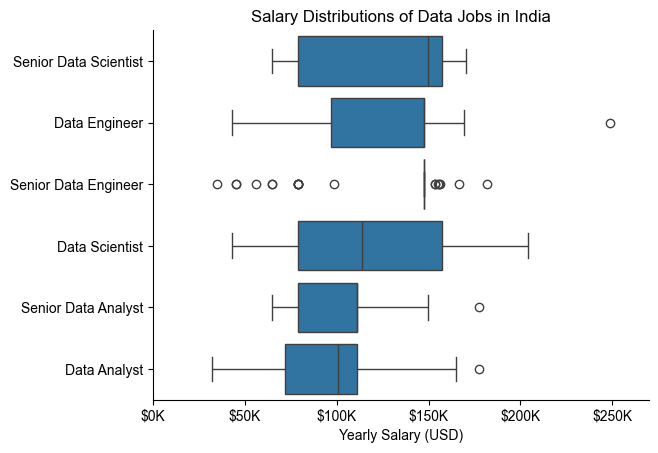 Salary Distributions of Data Jobs in India
Senior Data Scientist
Data Engineer
Senior Data Engineer
Data Scientist
Senior Data Analyst
Data Analyst
$0K $50K $100K $150K $200K $250K
Yearly Salary (USD)